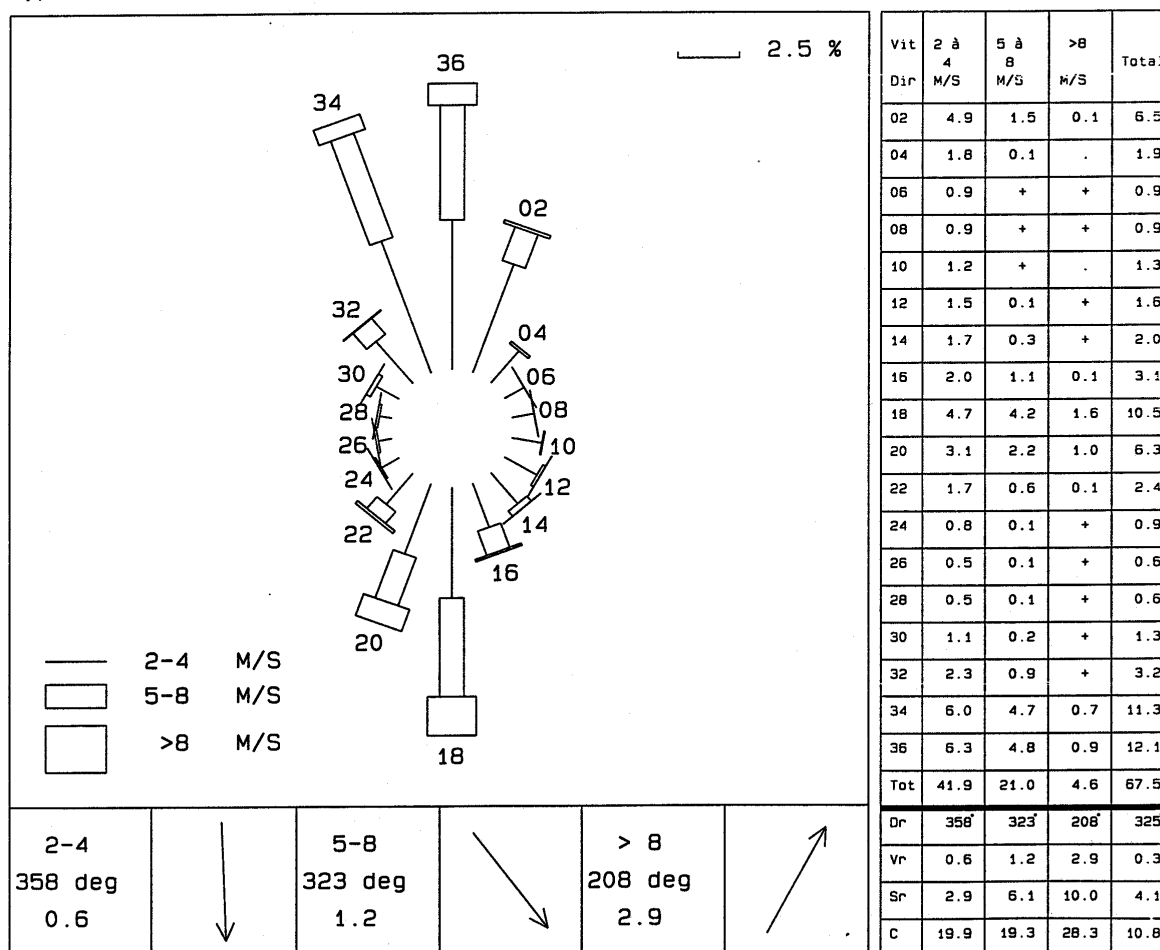 2.5 %
36
34
02
32
04
30
06
28
08
26
10
24
12
22
14
16
20
18
2-4 M/S
5-8 M/S
>8 M/S
2-4
358 deg
0.6
5-8
323 deg
1.2
> 8
208 deg
2.9
Vit 2 à 5 à >8
4 8 Total
Dir M/S M/S M/S
02 4.9 1.5 0.1 6.5
04 1.8 0.1 . 1.9
06 0.9 + + 0.9
08 0.9 + + 0.9
10 1.2 + . 1.3
12 1.5 0.1 + 1.6
14 1.7 0.3 + 2.0
16 2.0 1.1 0.1 3.1
18 4.7 4.2 1.6 10.5
20 3.1 2.2 1.0 6.3
22 1.7 0.6 0.1 2.4
24 0.8 0.1 + 0.9
26 0.5 0.1 + 0.6
28 0.5 0.1 + 0.6
30 1.1 0.2 + 1.3
32 2.3 0.9 + 3.2
34 6.0 4.7 0.7 11.3
36 6.3 4.8 0.9 12.1
Tot 41.9 21.0 4.6 67.5
Dr 358° 323° 208° 325
Vr 0.6 1.2 2.9 0.3
Sr 2.9 6.1 10.0 4.1
C 19.9 19.3 28.3 10.8